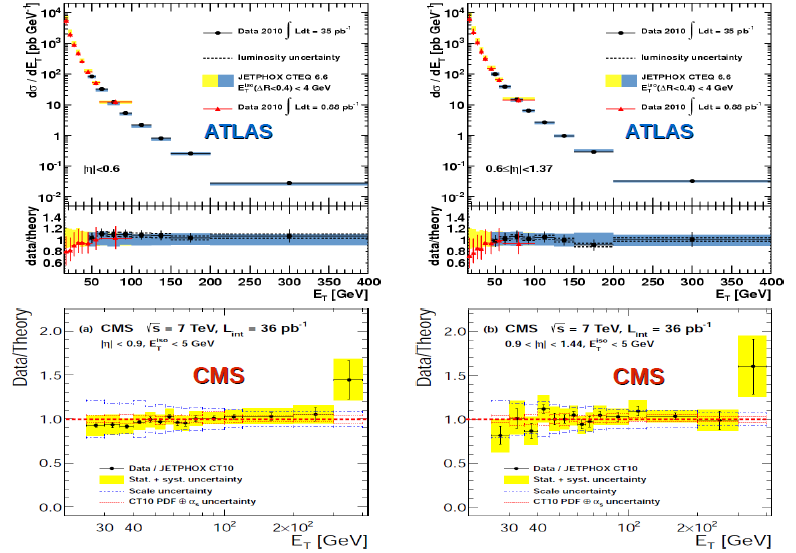 dσ / dE_T [pb GeV⁻¹]
10⁴
10³
10²
10
1
10⁻¹
10⁻²
Data 2010 ∫ Ldt = 35 pb⁻¹
luminosity uncertainty
JETPHOX CTEQ 6.6
E_T^iso(ΔR<0.4) < 4 GeV
Data 2010 ∫ Ldt = 0.88 pb⁻¹
ATLAS
|η|<0.6
data/theory
1.4
1.2
1
0.8
0.6
50 100 150 200 250 300 350 400
E_T [GeV]
dσ / dE_T [pb GeV⁻¹]
10⁴
10³
10²
10
1
10⁻¹
10⁻²
Data 2010 ∫ Ldt = 35 pb⁻¹
luminosity uncertainty
JETPHOX CTEQ 6.6
E_T^iso(ΔR<0.4) < 4 GeV
Data 2010 ∫ Ldt = 0.88 pb⁻¹
ATLAS
0.6≤|η|<1.37
data/theory
1.4
1.2
1
0.8
0.6
50 100 150 200 250 300 350 400
E_T [GeV]
Data/Theory
2.0
1.5
1.0
0.5
0.0
(a) CMS √s = 7 TeV, L_int = 36 pb⁻¹
|η| < 0.9, E_T^iso < 5 GeV
CMS
Data / JETPHOX CT10
Stat. + syst. uncertainty
Scale uncertainty
CT10 PDF ⊕ α_s uncertainty
30 40 10² 2×10²
E_T [GeV]
Data/Theory
2.0
1.5
1.0
0.5
0.0
(b) CMS √s = 7 TeV, L_int = 36 pb⁻¹
0.9 < |η| < 1.44, E_T^iso < 5 GeV
CMS
Data / JETPHOX CT10
Stat. + syst. uncertainty
Scale uncertainty
CT10 PDF ⊕ α_s uncertainty
30 40 10² 2×10²
E_T [GeV]